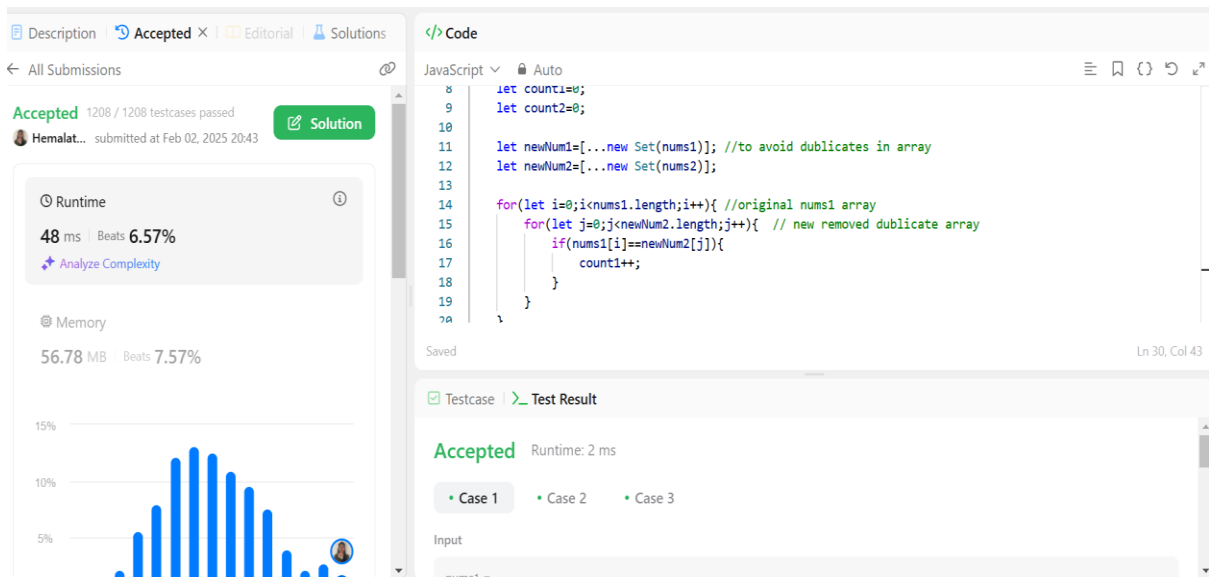 Description Accepted Editorial Solutions
All Submissions
Accepted 1208 / 1208 testcases passed
Hemalat... submitted at Feb 02, 2025 20:43
Solution
Runtime
48 ms Beats 6.57%
Analyze Complexity
Memory
56.78 MB Beats 7.57%
15%
10%
5%
</> Code
JavaScript Auto
8 let count1=0;
9 let count2=0;
10
11 let newNum1=[...new Set(nums1)]; //to avoid dublicates in array
12 let newNum2=[...new Set(nums2)];
13
14 for(let i=0;i<nums1.length;i++){ //original nums1 array
15 for(let j=0;j<newNum2.length;j++){ // new removed dublicate array
16 if(nums1[i]==newNum2[j]){
17 count1++;
18 }
19 }
20 }
Saved Ln 30, Col 43
Testcase >_ Test Result
Accepted Runtime: 2 ms
• Case 1 • Case 2 • Case 3
Input
nums1 =